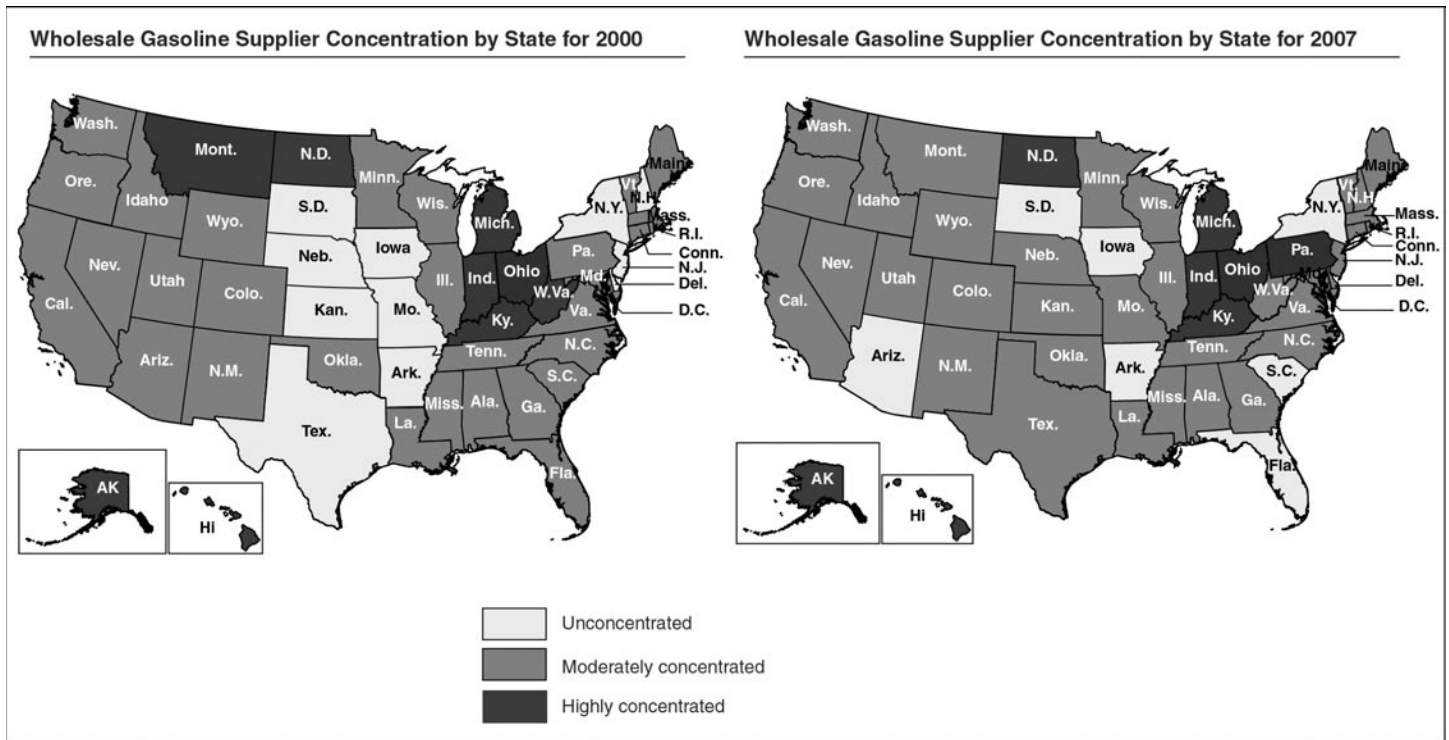 Wholesale Gasoline Supplier Concentration by State for 2000
Wash.
Mont.
N.D.
Minn.
Ore.
Idaho
S.D.
Wis.
Mich.
Vt
N.H
N.Y.
Mass.
R.I.
Wyo.
Iowa
Pa.
Conn.
Neb.
Nev.
Utah
Ill.
Ind.
Ohio
Md.
N.J.
Del.
Cal.
Colo.
Kan.
Mo.
W.Va.
Va.
D.C.
Ky.
Ariz.
N.M.
Okla.
Tenn.
N.C.
Ark.
S.C.
Miss.
Ala.
Ga.
Tex.
La.
Fla.
AK
Hi
Wholesale Gasoline Supplier Concentration by State for 2007
Wash.
Mont.
N.D.
Minn.
Maine
Ore.
Idaho
S.D.
Wis.
Mich.
Vt.
N.H
N.Y.
Mass.
R.I.
Conn.
Wyo.
Iowa
Pa.
N.J.
Neb.
Nev.
Utah
Ill.
Ind.
Ohio
Del.
Cal.
Colo.
Kan.
Mo.
W.Va.
Va.
D.C.
Ky.
Ariz.
N.M.
Okla.
Tenn.
N.C.
Ark.
S.C.
Miss.
Ala.
Ga.
Tex.
La.
Fla.
AK
Hi
Unconcentrated
Moderately concentrated
Highly concentrated